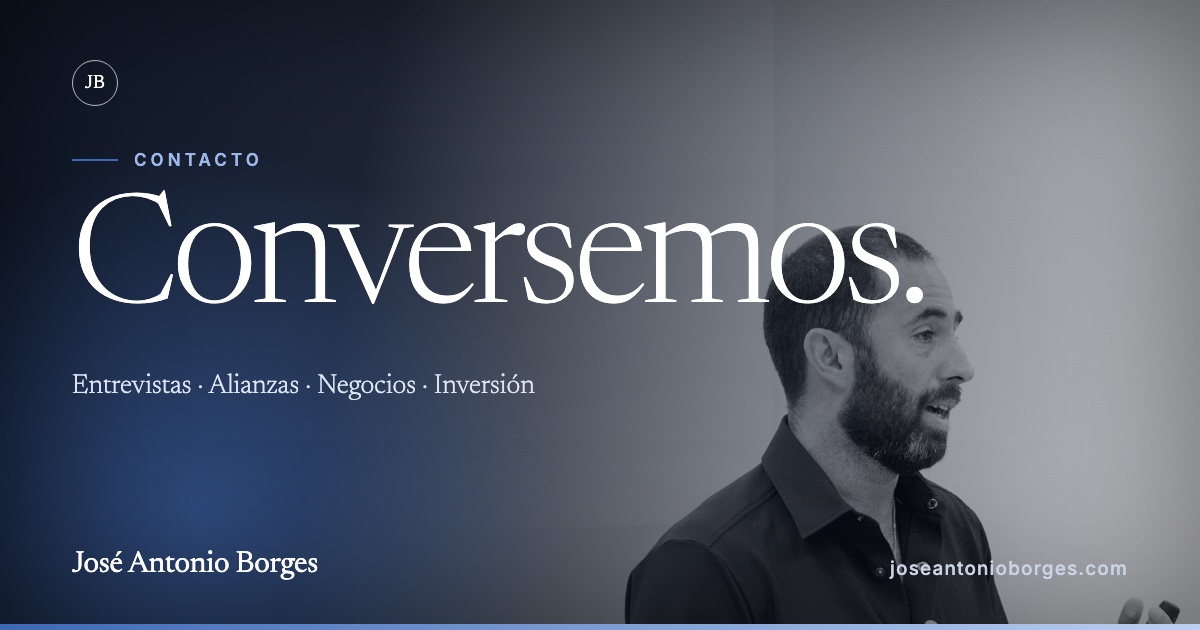 JB
CONTACTO
Conversemos.
Entrevistas · Alianzas · Negocios · Inversión
José Antonio Borges
joseantonioborges.com